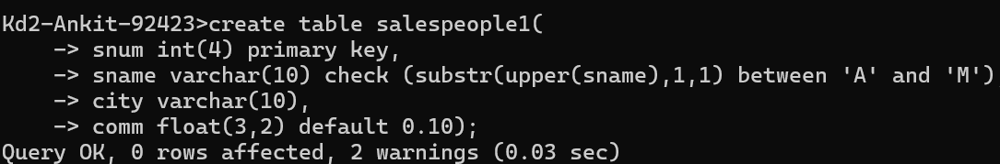 Kd2-Ankit-92423>create table salespeople1(
    -> snum int(4) primary key,
    -> sname varchar(10) check (substr(upper(sname),1,1) between 'A' and 'M')
    -> city varchar(10),
    -> comm float(3,2) default 0.10);
Query OK, 0 rows affected, 2 warnings (0.03 sec)